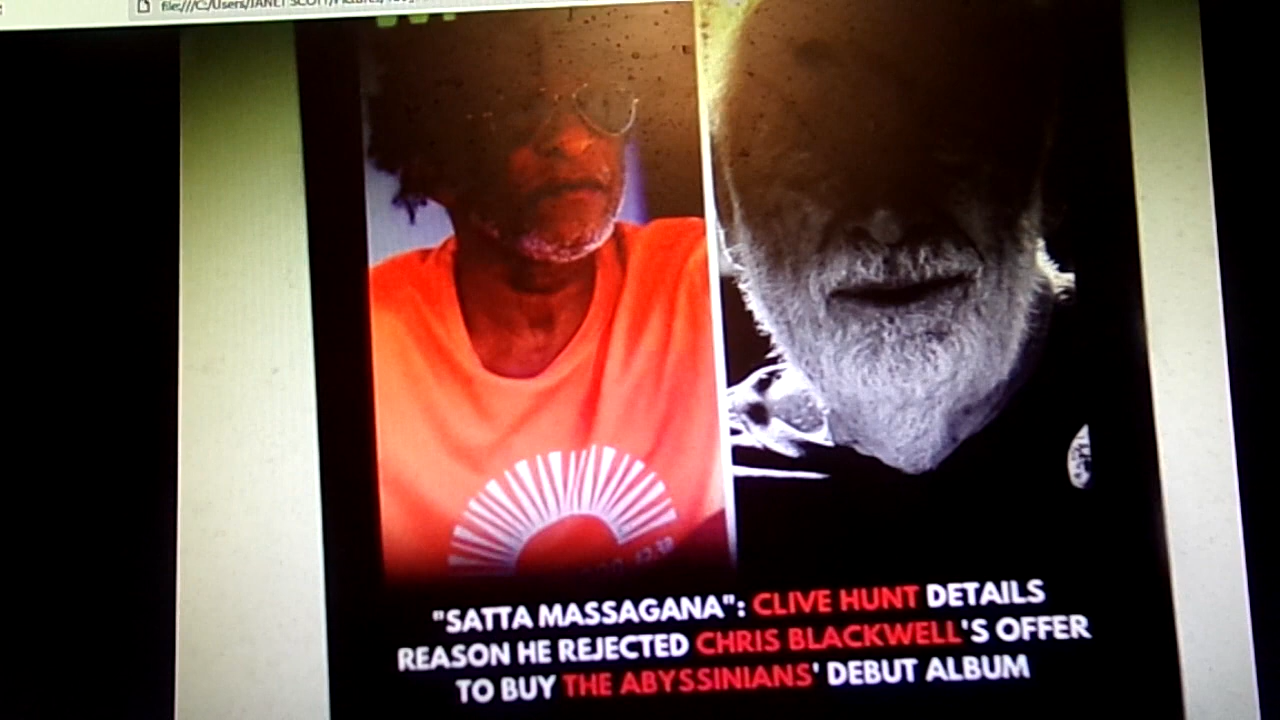 "SATTA MASSAGANA": CLIVE HUNT DETAILS
REASON HE REJECTED CHRIS BLACKWELL'S OFFER
TO BUY THE ABYSSINIANS' DEBUT ALBUM